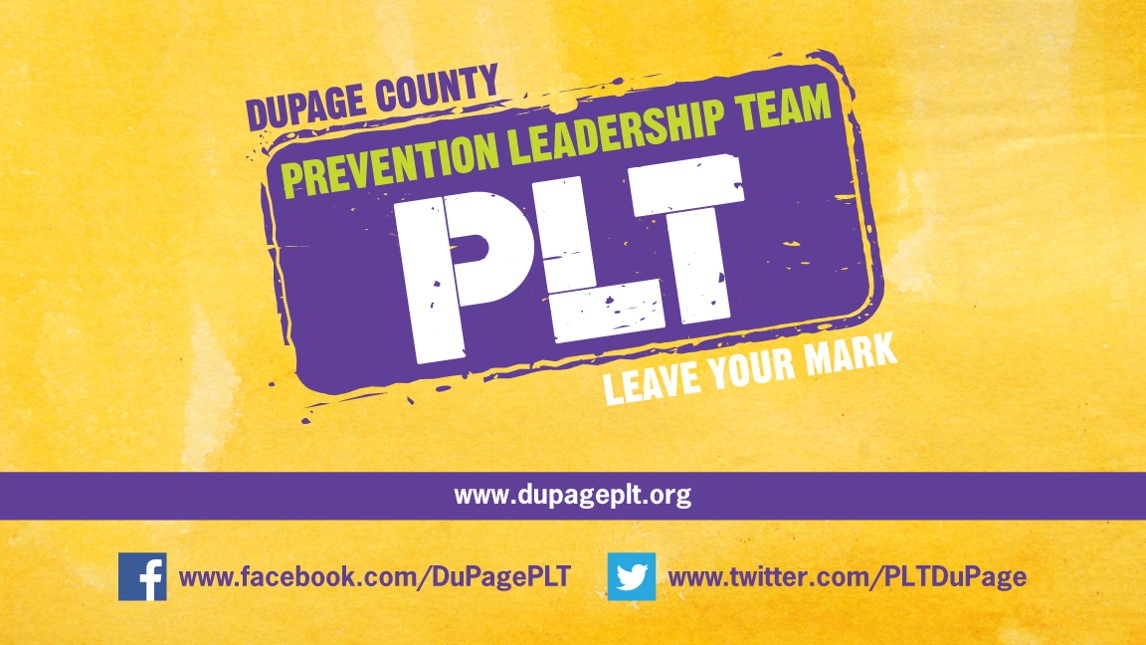 DUPAGE COUNTY
PREVENTION LEADERSHIP TEAM
PLT
LEAVE YOUR MARK
www.dupageplt.org
www.facebook.com/DuPagePLT
www.twitter.com/PLTDuPage